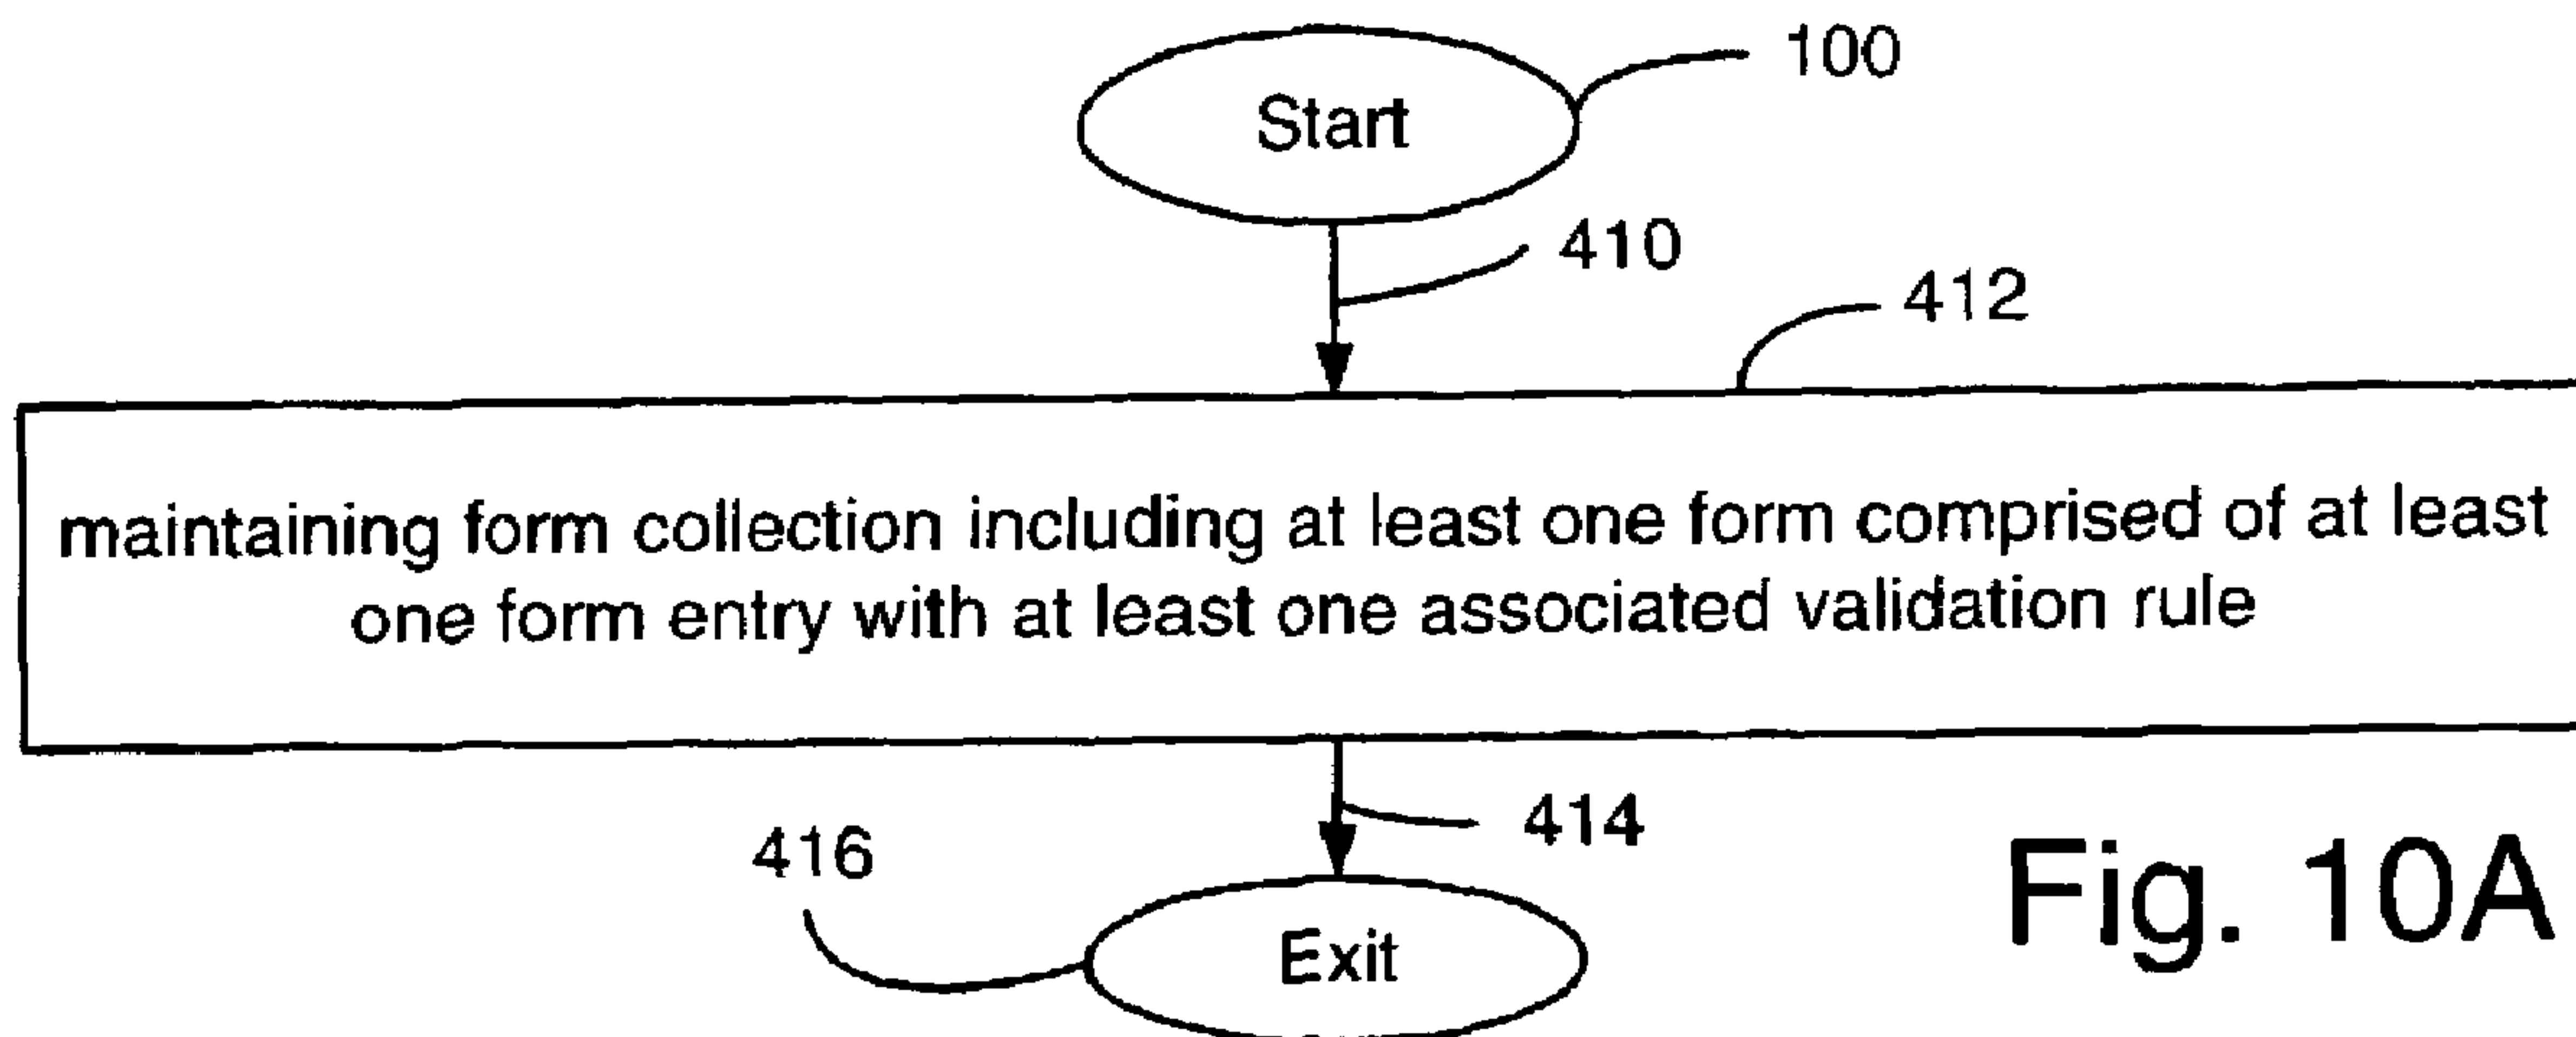 100
Start
410
412
maintaining form collection including at least one form comprised of at least
one form entry with at least one associated validation rule
414
416
Exit
Fig. 10A